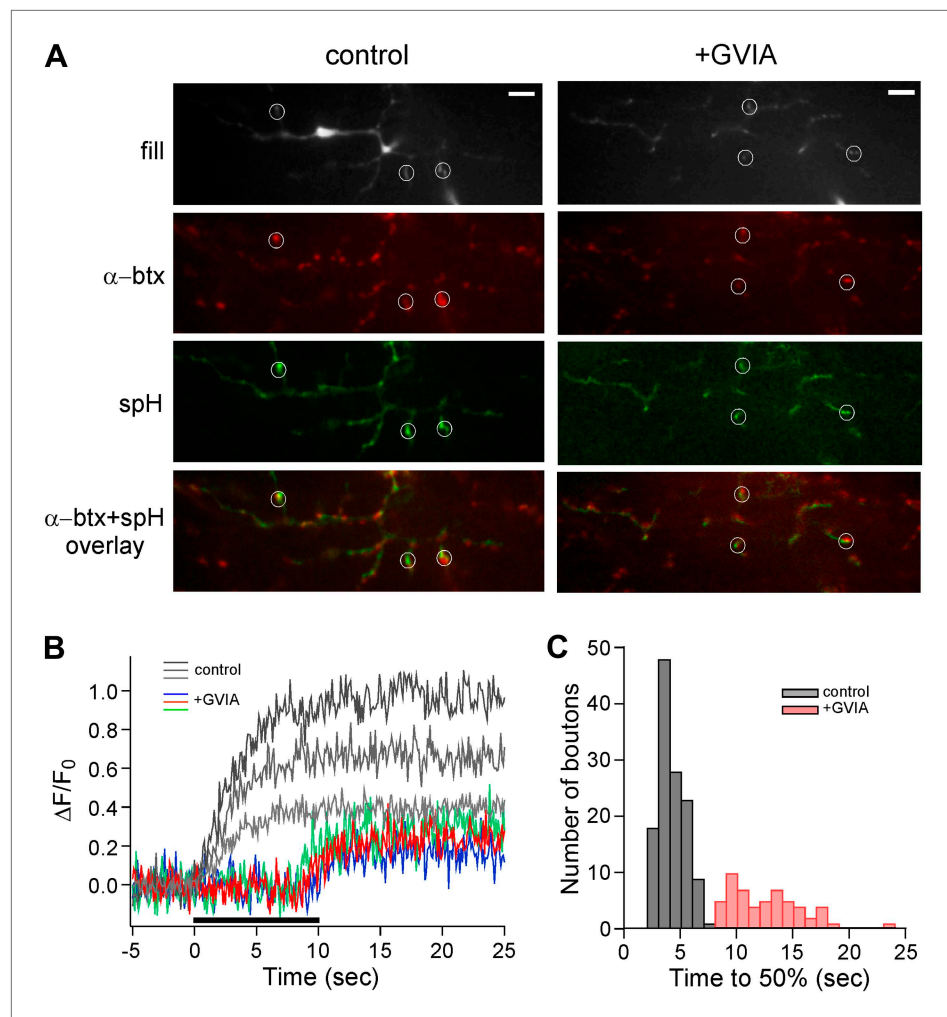 A
control
+GVIA
fill
α–btx
spH
α–btx+spH
overlay
B
control
+GVIA
ΔF/F0
1.0
0.8
0.6
0.4
0.2
0.0
-5
0
5
10
15
20
25
Time (sec)
C
control
+GVIA
Number of boutons
50
40
30
20
10
0
0
5
10
15
20
25
Time to 50% (sec)